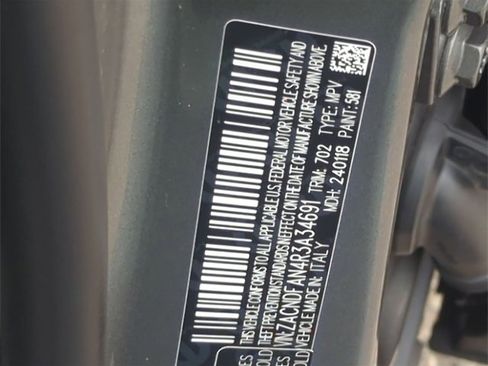 THIS VEHICLE CONFORMS TO ALL APPLICABLE U.S. FEDERAL MOTOR VEHICLE SAFETY AND
THEFT PREVENTION STANDARDS IN EFFECT ON THE DATE OF MANUFACTURE SHOWN ABOVE
VIN: ZACNDFAN4R3A34691 TRIM: 702 TYPE: MPV
VEHICLE MADE IN: ITALY MDH: 240118 PAINT: 581